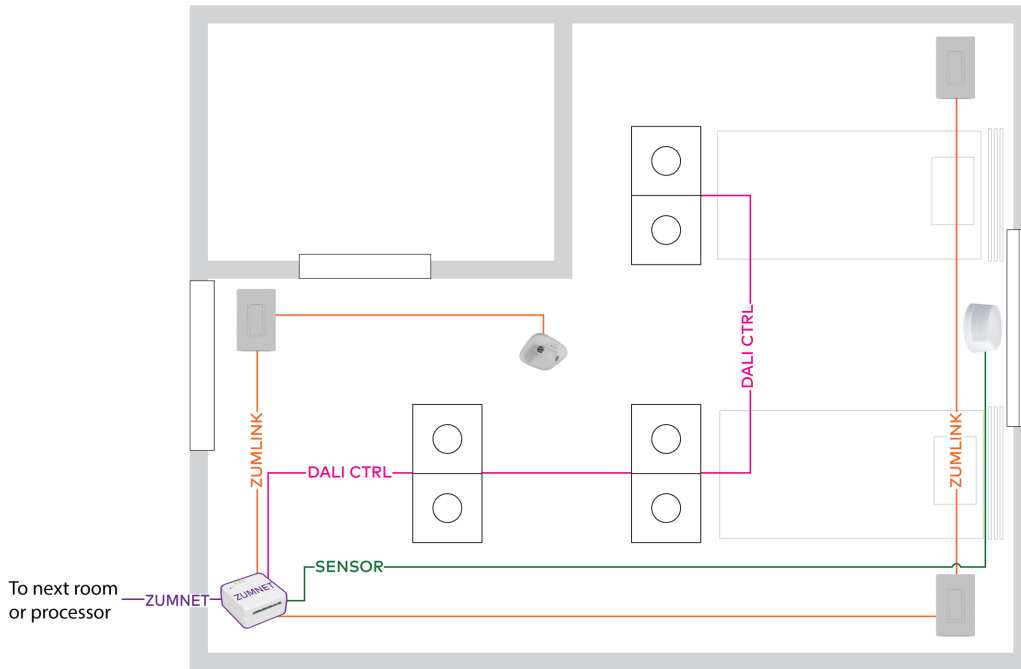 DALI CTRL
ZUMLINK
ZUMLINK
DALI CTRL
SENSOR
ZUMNET
To next room
or processor
ZUMNET